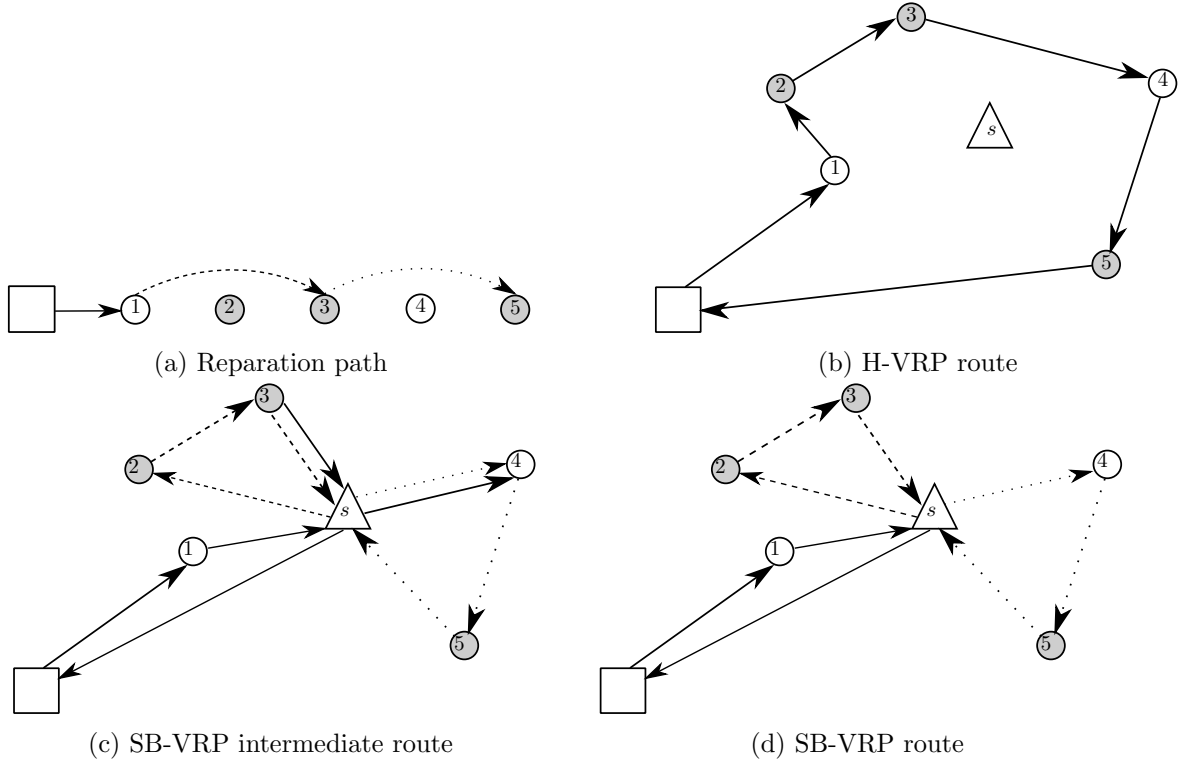 1 2 3 4 5
(a) Reparation path
3
4
2
s
1
5
(b) H-VRP route
3
4
2
s
1
5
(c) SB-VRP intermediate route
3
4
2
s
1
5
(d) SB-VRP route